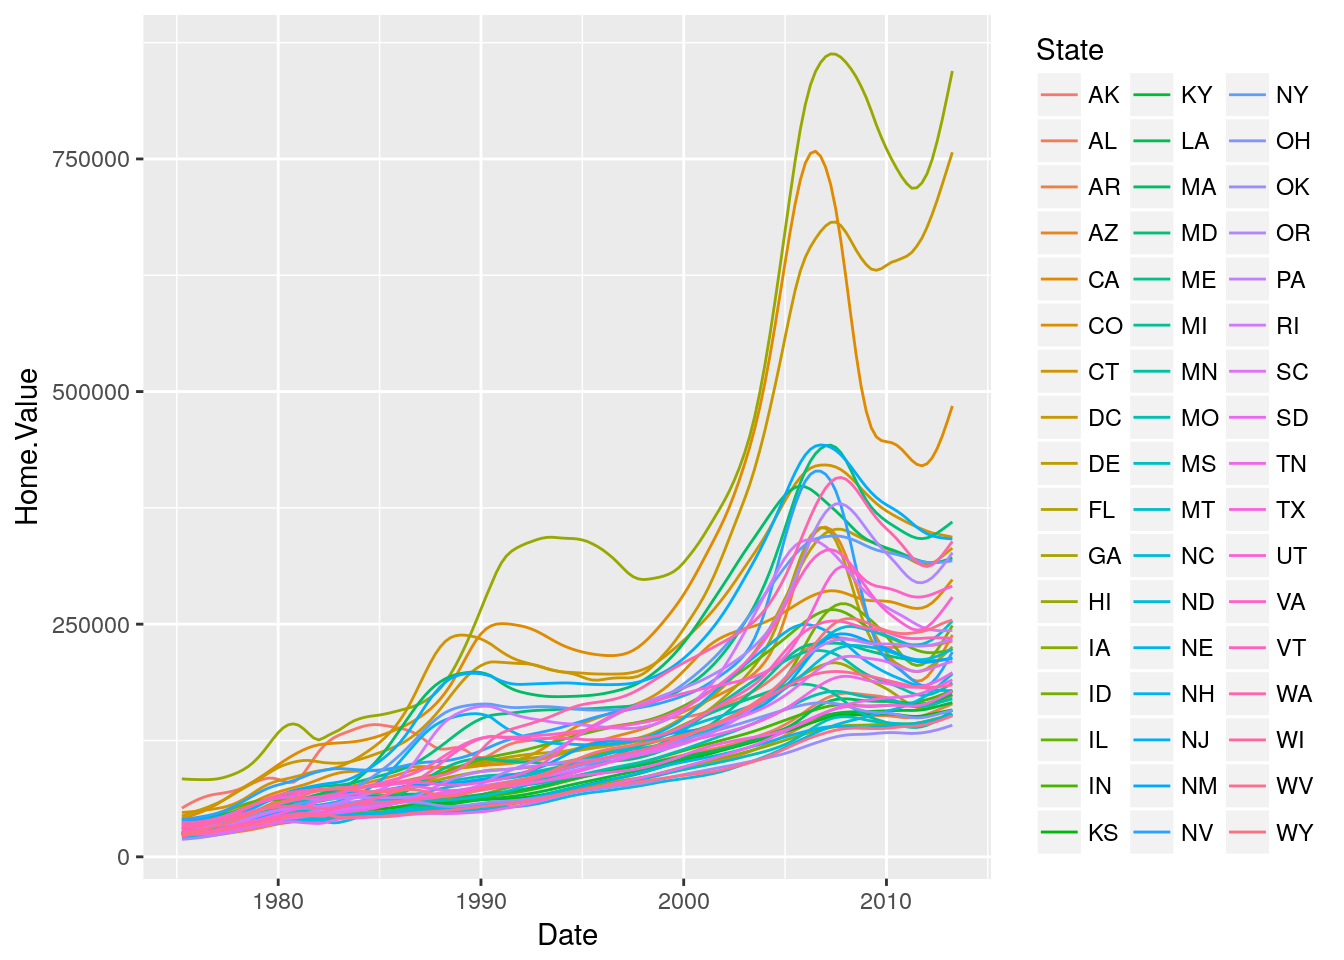 State
AK KY NY
AL LA OH
AR MA OK
AZ MD OR
CA ME PA
CO MI RI
CT MN SC
DC MO SD
DE MS TN
FL MT TX
GA NC UT
HI ND VA
IA NE VT
ID NH WA
IL NJ WI
IN NM WV
KS NV WY
Home.Value
750000
500000
250000
0
1980 1990 2000 2010
Date